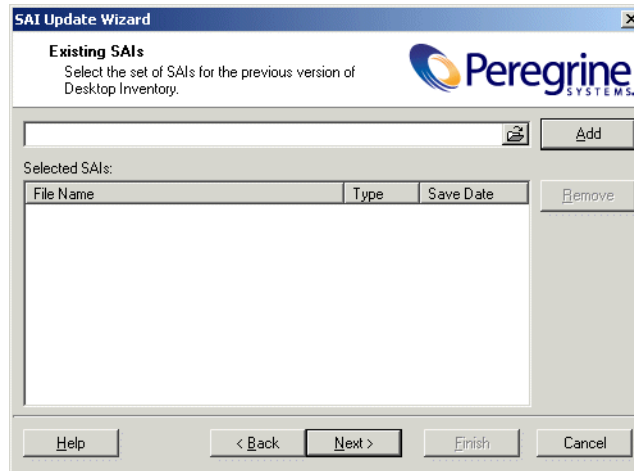 SAI Update Wizard
Existing SAIs
Select the set of SAIs for the previous version of
Desktop Inventory.
Peregrine
SYSTEMS
Add
Selected SAIs:
File Name Type Save Date
Remove
Help < Back Next > Finish Cancel